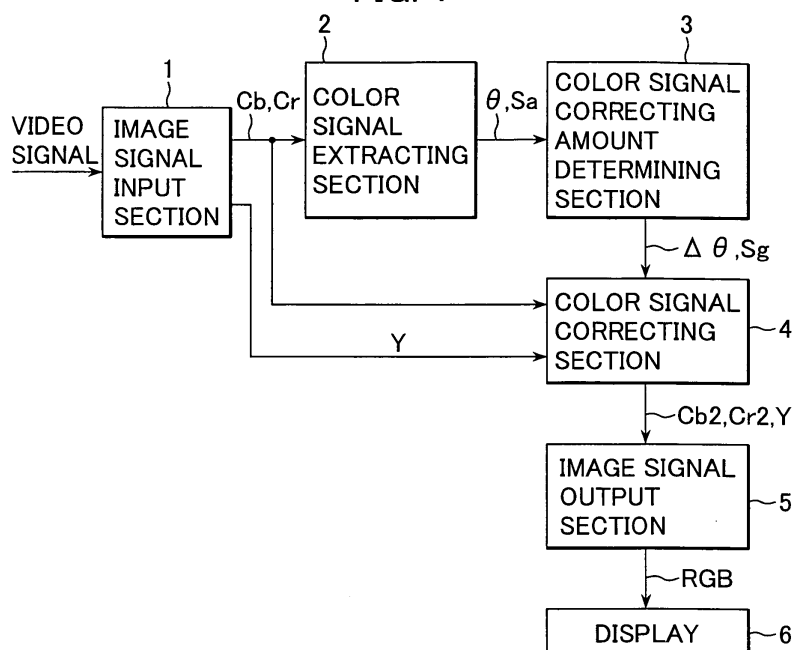 1
2
3
VIDEO
SIGNAL
IMAGE
SIGNAL
INPUT
SECTION
Cb,Cr
COLOR
SIGNAL
EXTRACTING
SECTION
θ,Sa
COLOR SIGNAL
CORRECTING
AMOUNT
DETERMINING
SECTION
Δθ,Sg
Y
COLOR SIGNAL
CORRECTING
SECTION
4
Cb2,Cr2,Y
IMAGE SIGNAL
OUTPUT
SECTION
5
RGB
DISPLAY
6